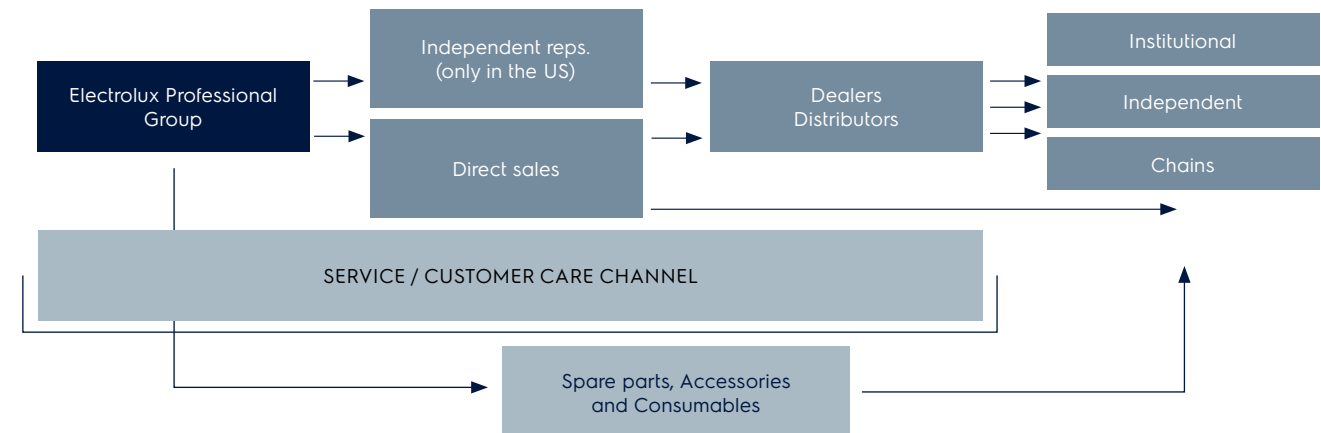 Electrolux Professional
Group
Independent reps.
(only in the US)
Direct sales
Dealers
Distributors
Institutional
Independent
Chains
SERVICE / CUSTOMER CARE CHANNEL
Spare parts, Accessories
and Consumables